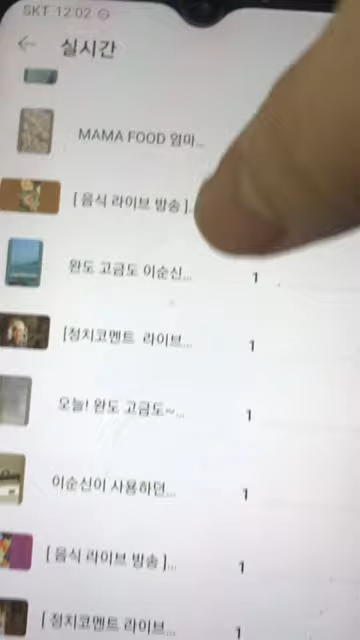 SKT 12:02
← 실시간
MAMA FOOD 엄마...
[ 음식 라이브 방송 ]...
완도 고금도 이순신... 1
[정치코멘트 라이브... 1
오늘! 완도 고금도~... 1
이순신이 사용하던... 1
[ 음식 라이브 방송 ]... 1
[ 정치코멘트 라이브... 1